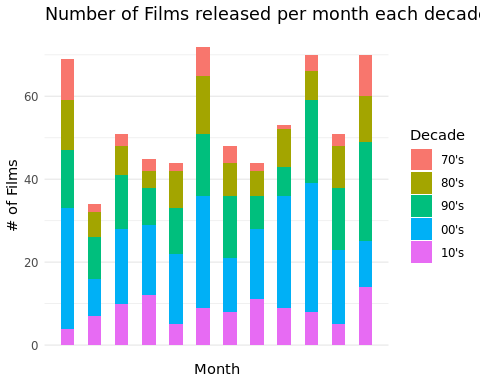 Number of Films released per month each decade
# of Films
60
40
20
0
Month
Decade
70's
80's
90's
00's
10's